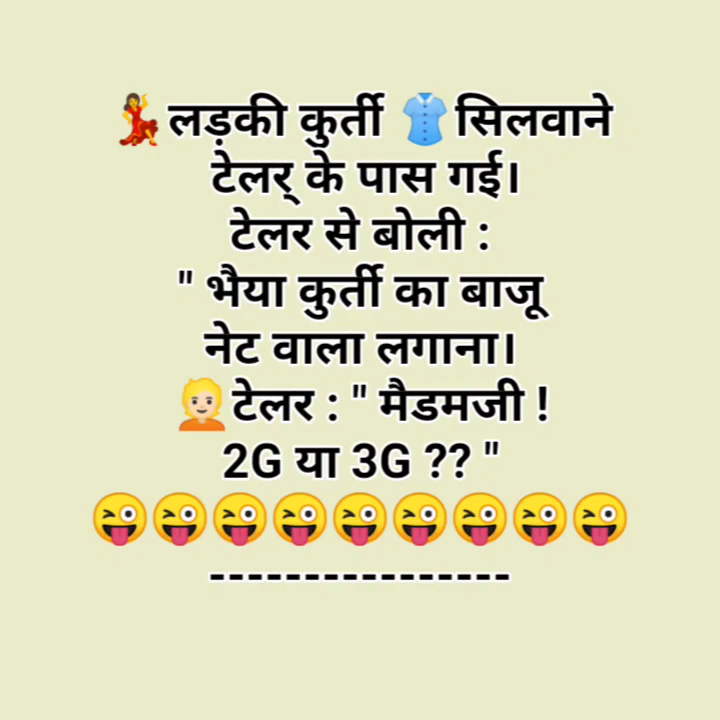 💃लड़की कुर्ती 👕सिलवाने
टेलर् के पास गई।
टेलर से बोली :
" भैया कुर्ती का बाजू
नेट वाला लगाना।
👱🏻टेलर : " मैडमजी !
2G या 3G ?? "
😜😜😜😜😜😜😜😜😜
----------------